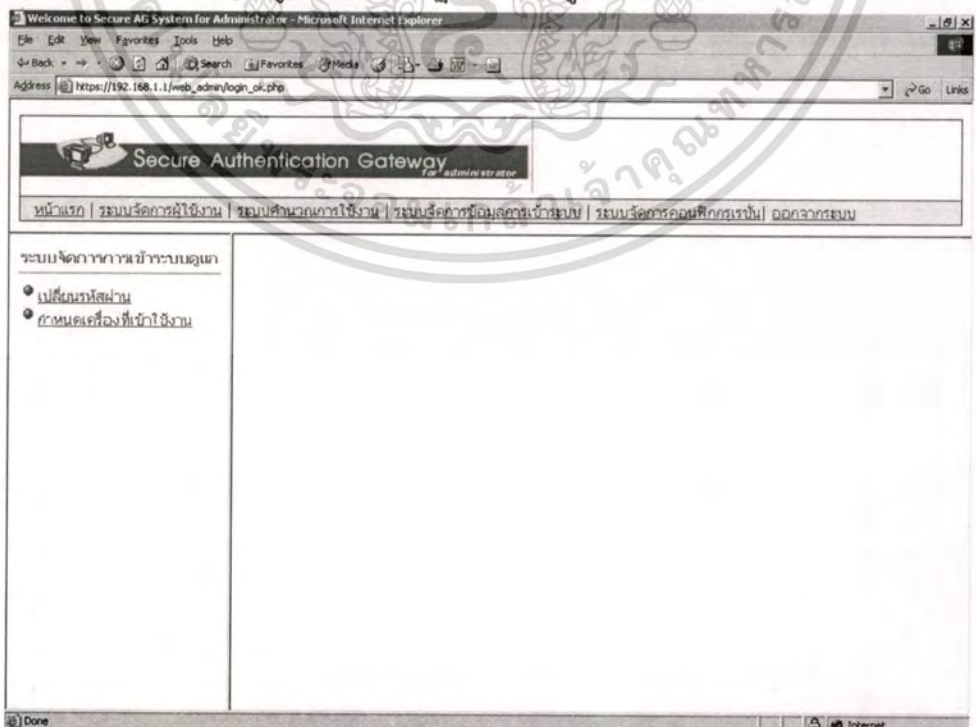 Welcome to Secure AG System for Administrator - Microsoft Internet Explorer
File Edit View Favorites Tools Help
Back Search Favorites Media
Address https://192.168.1.1/web_admin/login_ok.php Go Links
Secure Authentication Gateway
for administrator
หน้าแรก | ระบบจัดการผู้ใช้งาน | ระบบคำนวณการใช้งาน | ระบบจัดการข้อมูลการเข้าระบบ | ระบบจัดการคอนฟิกกุเรชั่น | ออกจากระบบ
ระบบจัดการการเข้าระบบดูแล
เปลี่ยนรหัสผ่าน
กำหนดเครื่องที่เข้าใช้งาน
Done Internet